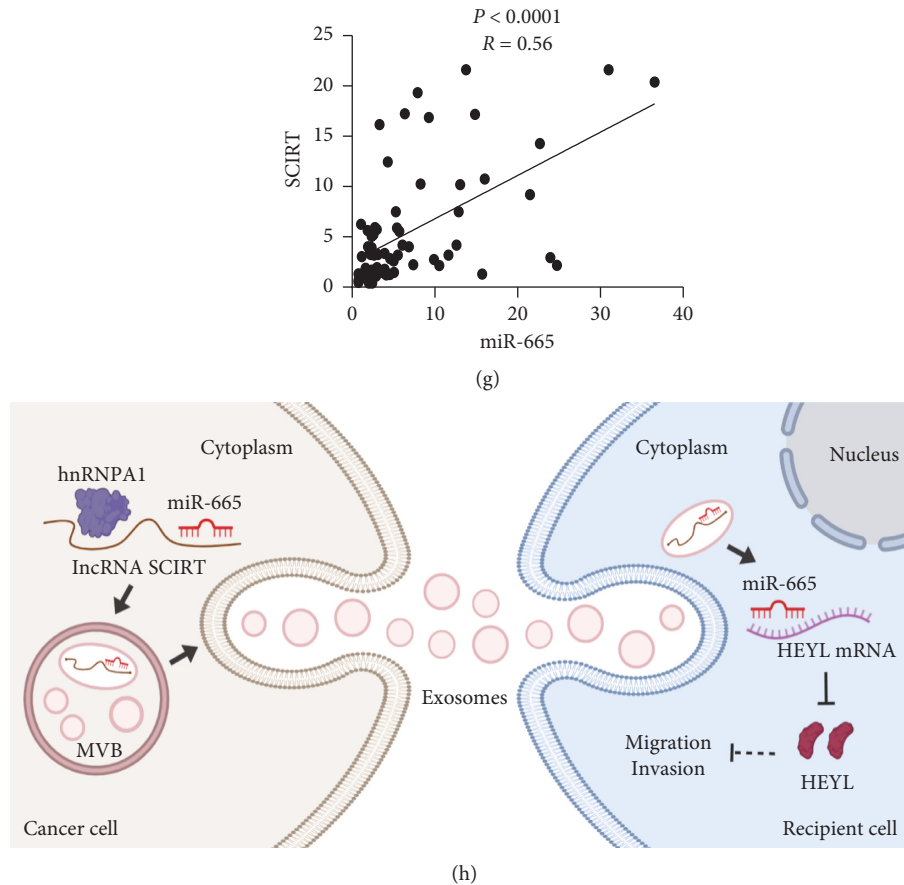 P < 0.0001
R = 0.56
25
20
15
10
5
0
SCIRT
0 10 20 30 40
miR-665
(g)
Cytoplasm
hnRNPA1
miR-665
lncRNA SCIRT
MVB
Cancer cell
Exosomes
Cytoplasm
Nucleus
miR-665
HEYL mRNA
Migration
Invasion
HEYL
Recipient cell
(h)